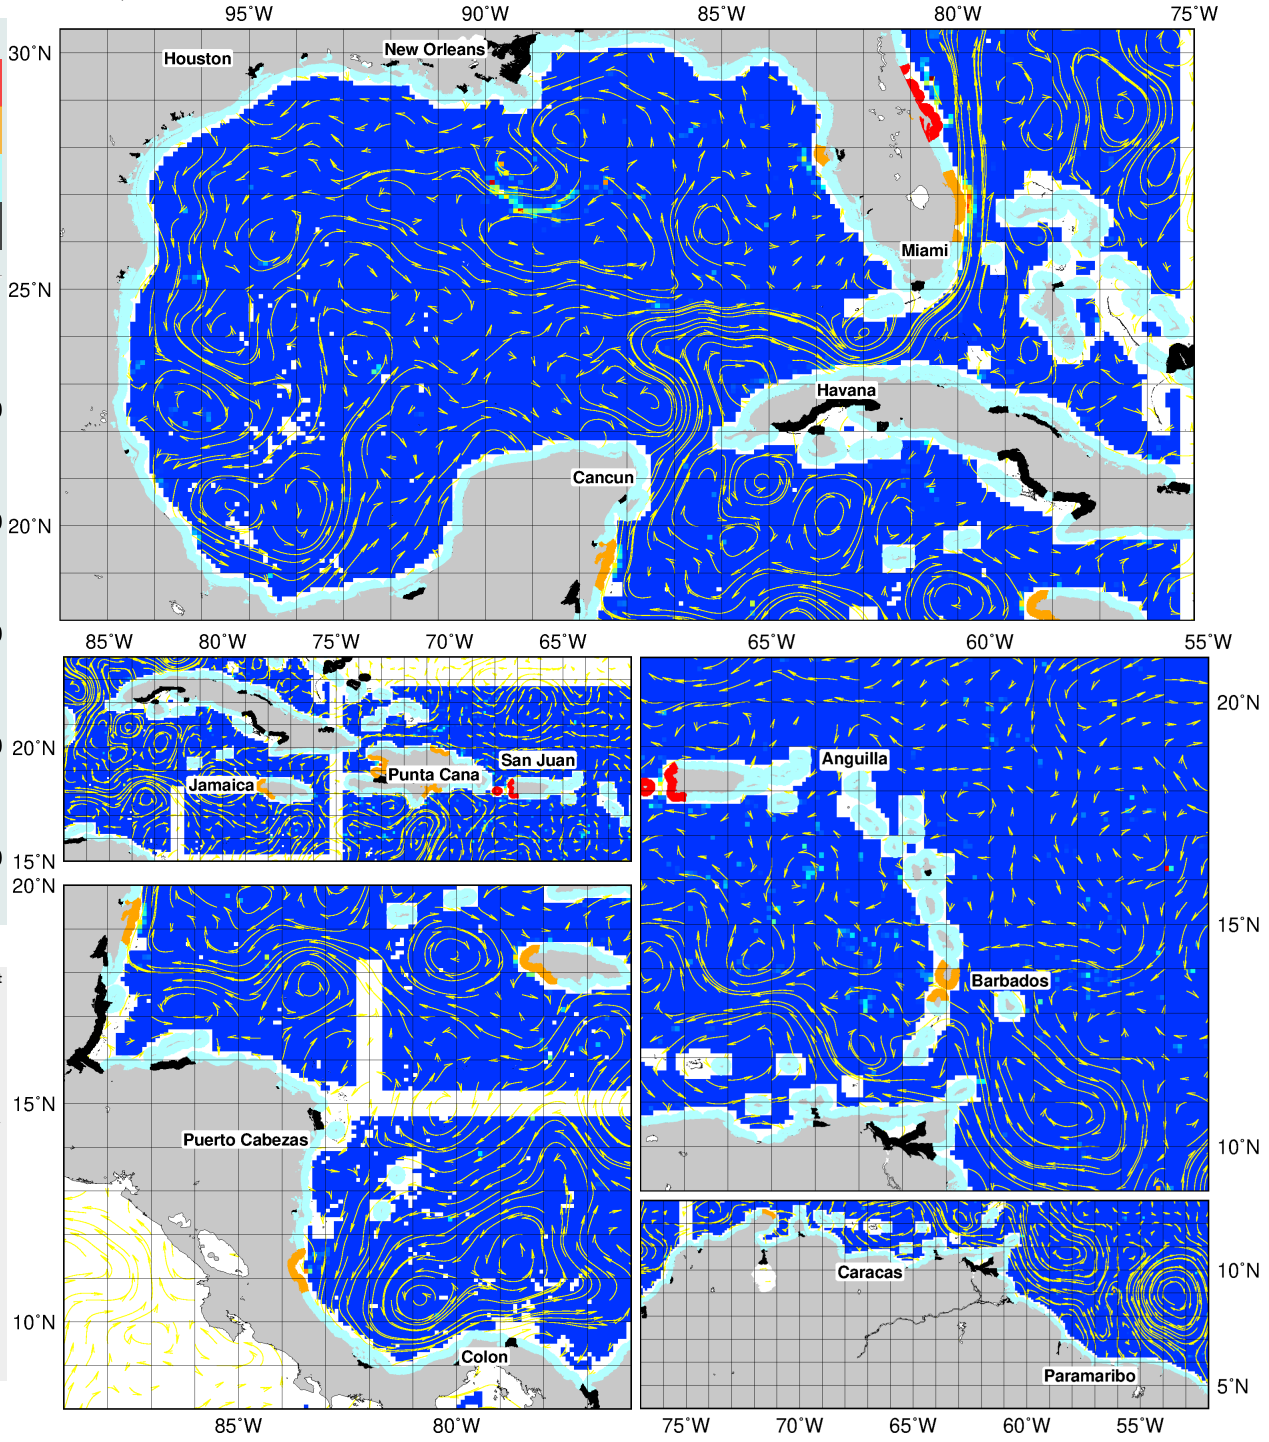 95°W 90°W 85°W 80°W 75°W
30°N
Houston
New Orleans
Miami
25°N
Havana
Cancun
20°N
85°W 80°W 75°W 70°W 65°W
65°W 60°W 55°W
20°N
20°N
San Juan
Anguilla
Punta Cana
Jamaica
15°N
20°N
15°N
Barbados
15°N
Puerto Cabezas
10°N
Caracas
10°N
10°N
Colon
Paramaribo
5°N
85°W 80°W
75°W 70°W 65°W 60°W 55°W